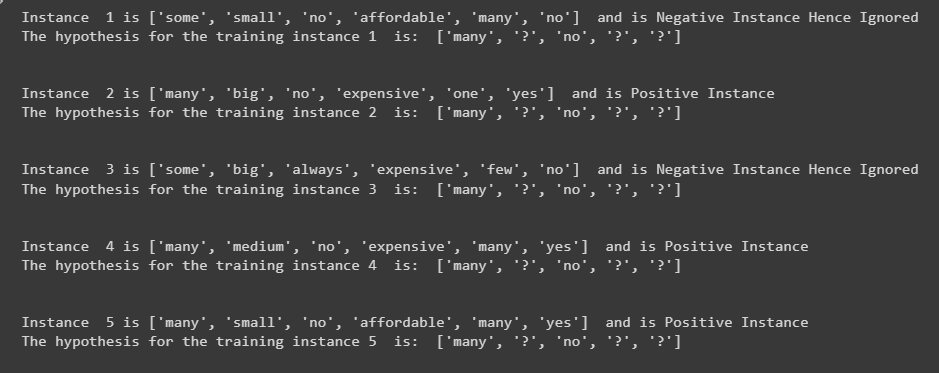 Instance  1 is ['some', 'small', 'no', 'affordable', 'many', 'no']  and is Negative Instance Hence Ignored
The hypothesis for the training instance 1  is:  ['many', '?', 'no', '?', '?']
Instance  2 is ['many', 'big', 'no', 'expensive', 'one', 'yes']  and is Positive Instance
The hypothesis for the training instance 2  is:  ['many', '?', 'no', '?', '?']
Instance  3 is ['some', 'big', 'always', 'expensive', 'few', 'no']  and is Negative Instance Hence Ignored
The hypothesis for the training instance 3  is:  ['many', '?', 'no', '?', '?']
Instance  4 is ['many', 'medium', 'no', 'expensive', 'many', 'yes']  and is Positive Instance
The hypothesis for the training instance 4  is:  ['many', '?', 'no', '?', '?']
Instance  5 is ['many', 'small', 'no', 'affordable', 'many', 'yes']  and is Positive Instance
The hypothesis for the training instance 5  is:  ['many', '?', 'no', '?', '?']